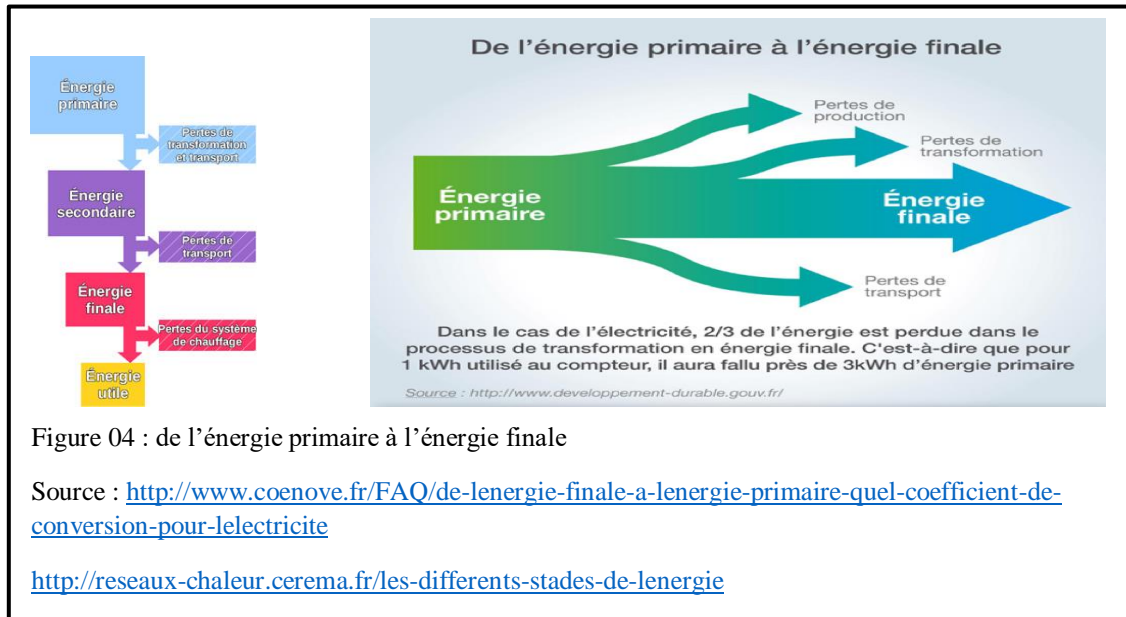 Énergie
primaire
Pertes de
transformation
et transport
Énergie
secondaire
Pertes de
transport
Énergie
finale
Pertes du système
de chauffage
Énergie
utile
De l'énergie primaire à l'énergie finale
Pertes de
production
Pertes de
transformation
Énergie
primaire
Énergie
finale
Pertes de
transport
Dans le cas de l'électricité, 2/3 de l'énergie est perdue dans le
processus de transformation en énergie finale. C'est-à-dire que pour
1 kWh utilisé au compteur, il aura fallu près de 3kWh d'énergie primaire
Source : http://www.developpement-durable.gouv.fr/
Figure 04 : de l'énergie primaire à l'énergie finale
Source : http://www.coenove.fr/FAQ/de-lenergie-finale-a-lenergie-primaire-quel-coefficient-de-
conversion-pour-lelectricite
http://reseaux-chaleur.cerema.fr/les-differents-stades-de-lenergie